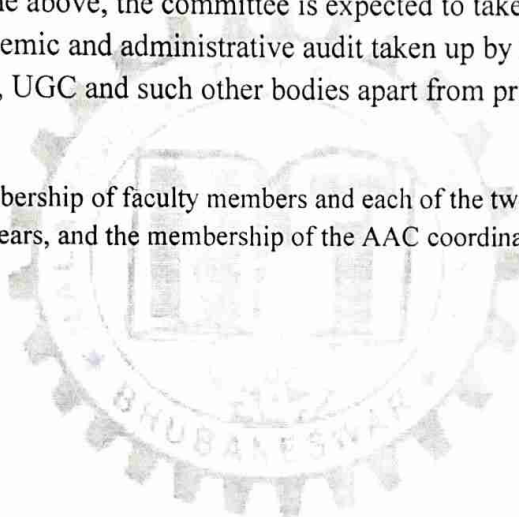 e above, the committee is expected to take
emic and administrative audit taken up by
, UGC and such other bodies apart from pr
bership of faculty members and each of the tw
ears, and the membership of the AAC coordina
BHUBANESWAR